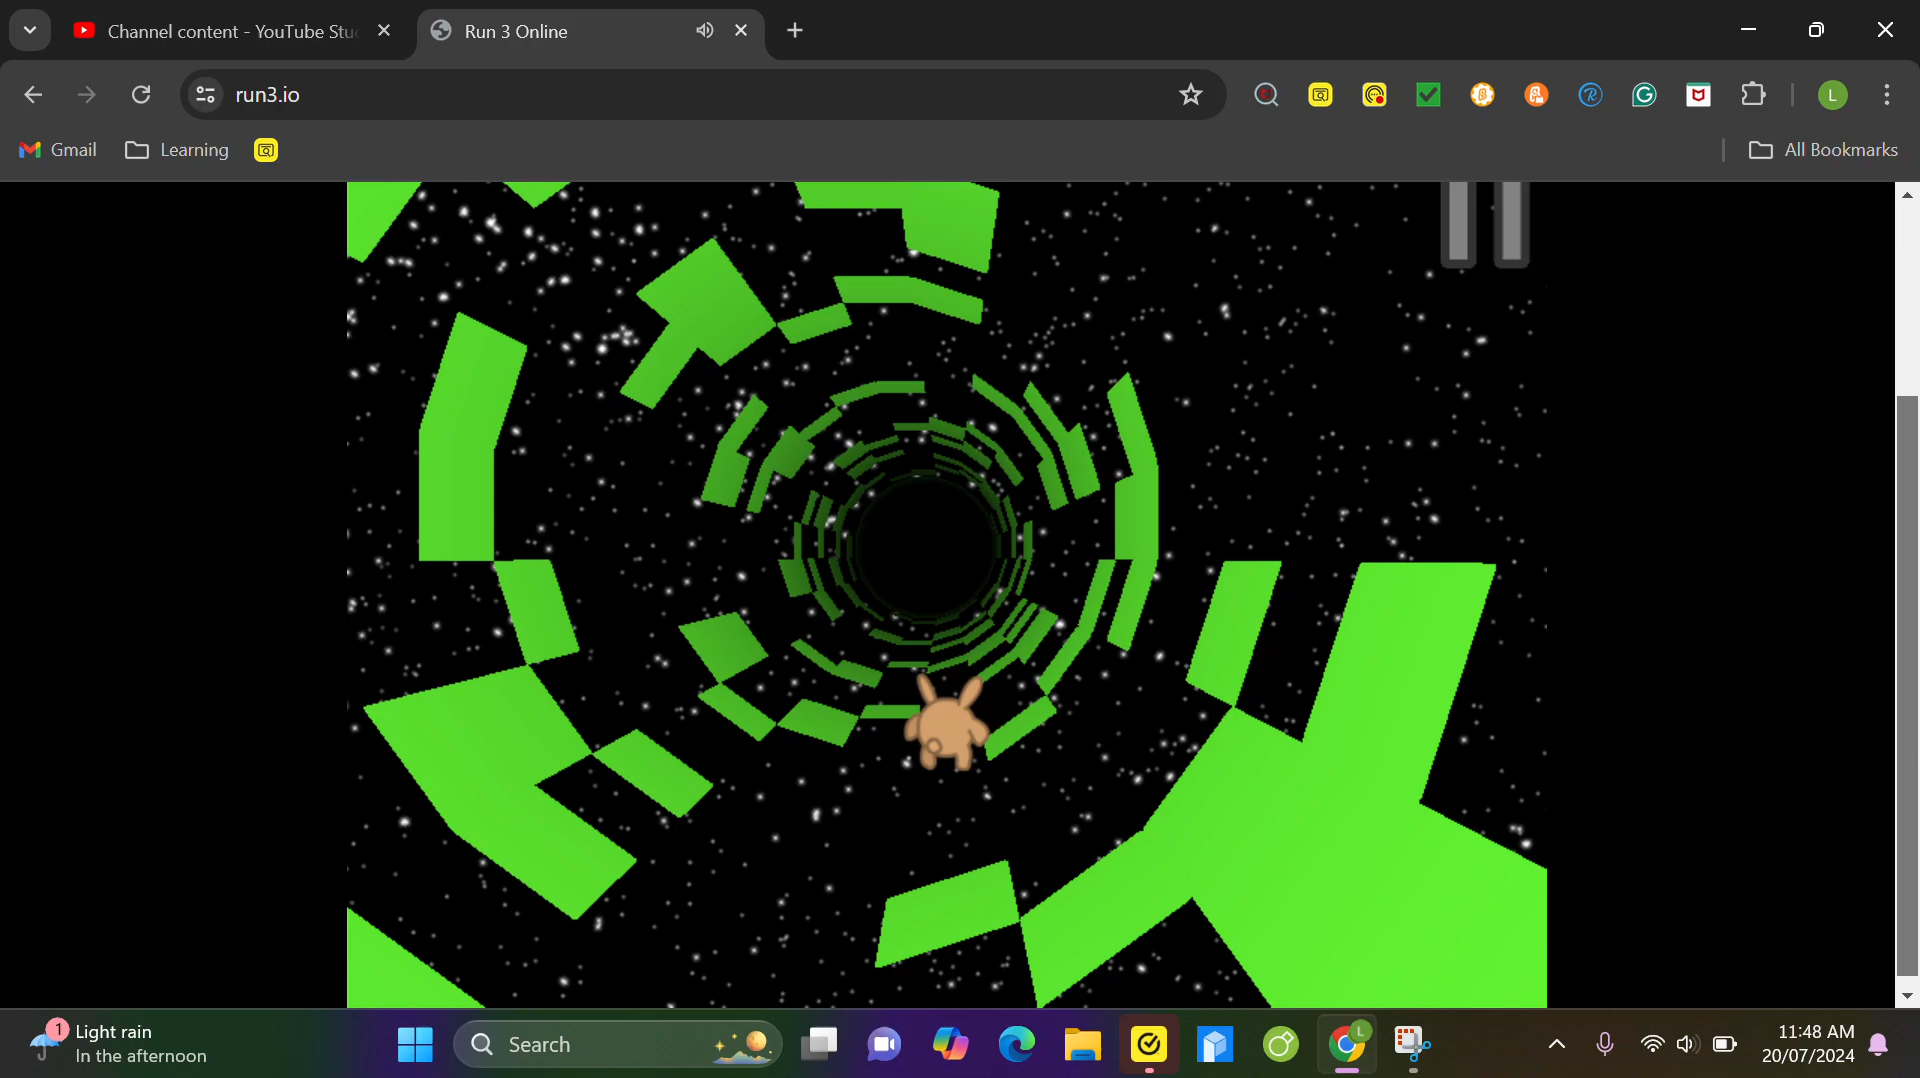 Channel content - YouTube Stu
Run 3 Online
run3.io
L
Gmail
Learning
All Bookmarks
1
Light rain
In the afternoon
Search
L
11:48 AM
20/07/2024